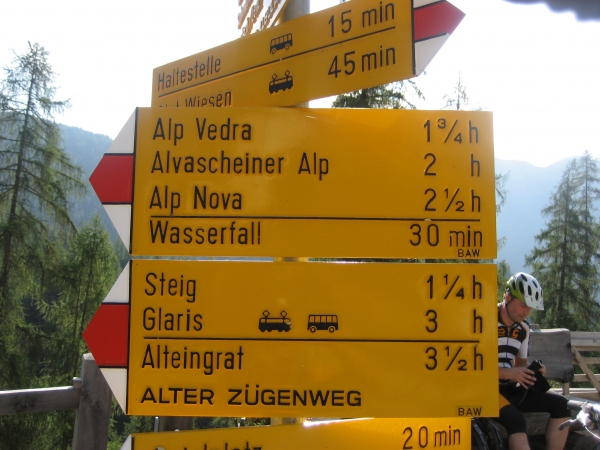 Haltestelle 15 min
Wiesen 45 min
Alp Vedra 1¾ h
Alvascheiner Alp 2 h
Alp Nova 2½ h
Wasserfall 30 min
BAW
Steig 1¼ h
Glaris 3 h
Alteingrat 3½ h
ALTER ZÜGENWEG
BAW
20 min